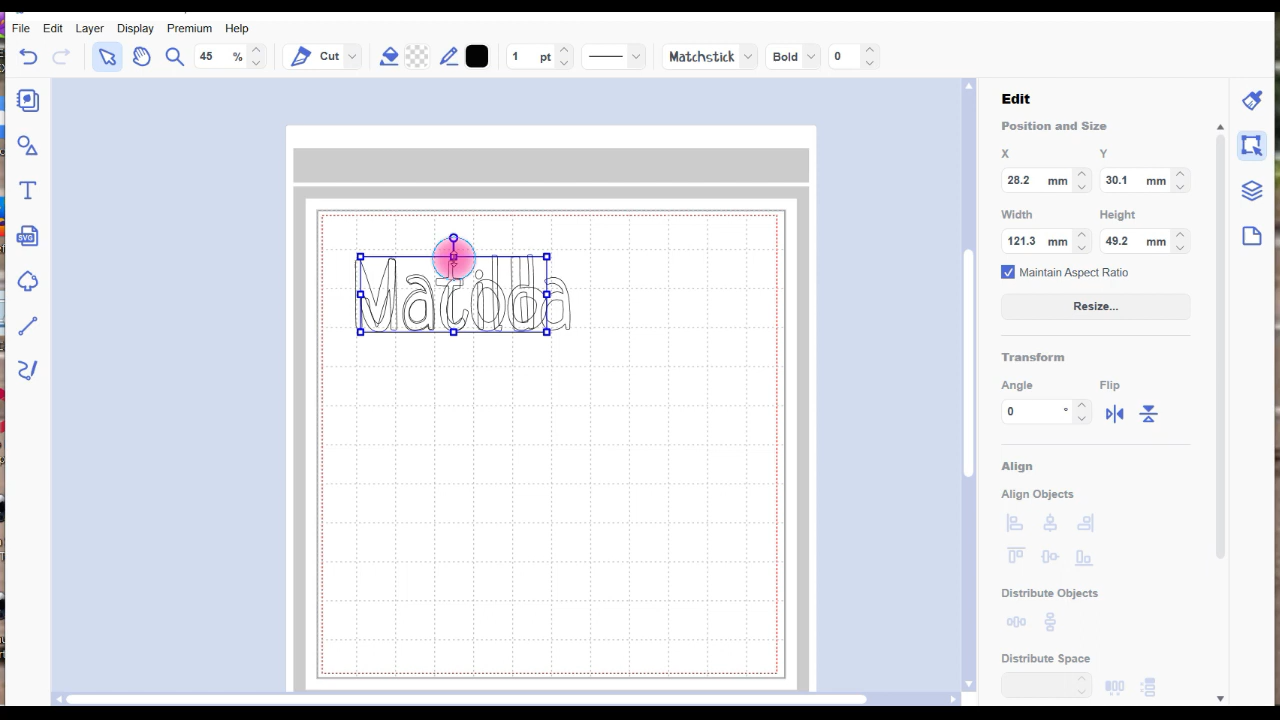 File Edit Layer Display Premium Help
45 % Cut 1 pt Matchstick Bold 0
SVG
Edit
Position and Size
X Y
28.2 mm 30.1 mm
Width Height
121.3 mm 49.2 mm
Maintain Aspect Ratio
Resize...
Transform
Angle Flip
0 °
Align
Align Objects
Distribute Objects
Distribute Space